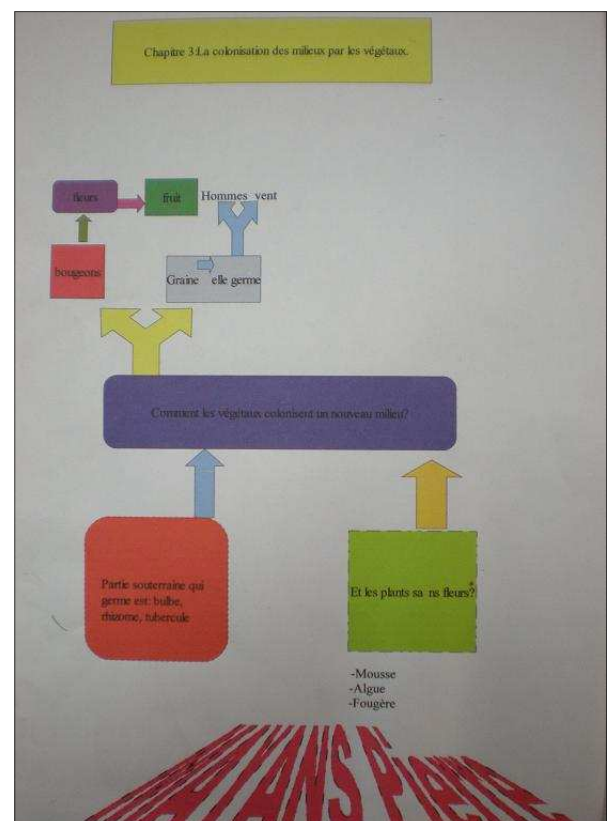 Chapitre 3:La colonisation des milieux par les végétaux.
fleurs
fruit
Hommes vent
bougeons
Graine elle germe
Comment les végétaux colonisent un nouveau milieu?
Partie souterraine qui
germe est: bulbe,
rhizome, tubercule
Et les plants sa ns fleurs?
-Mousse
-Algue
-Fougère
Pierre